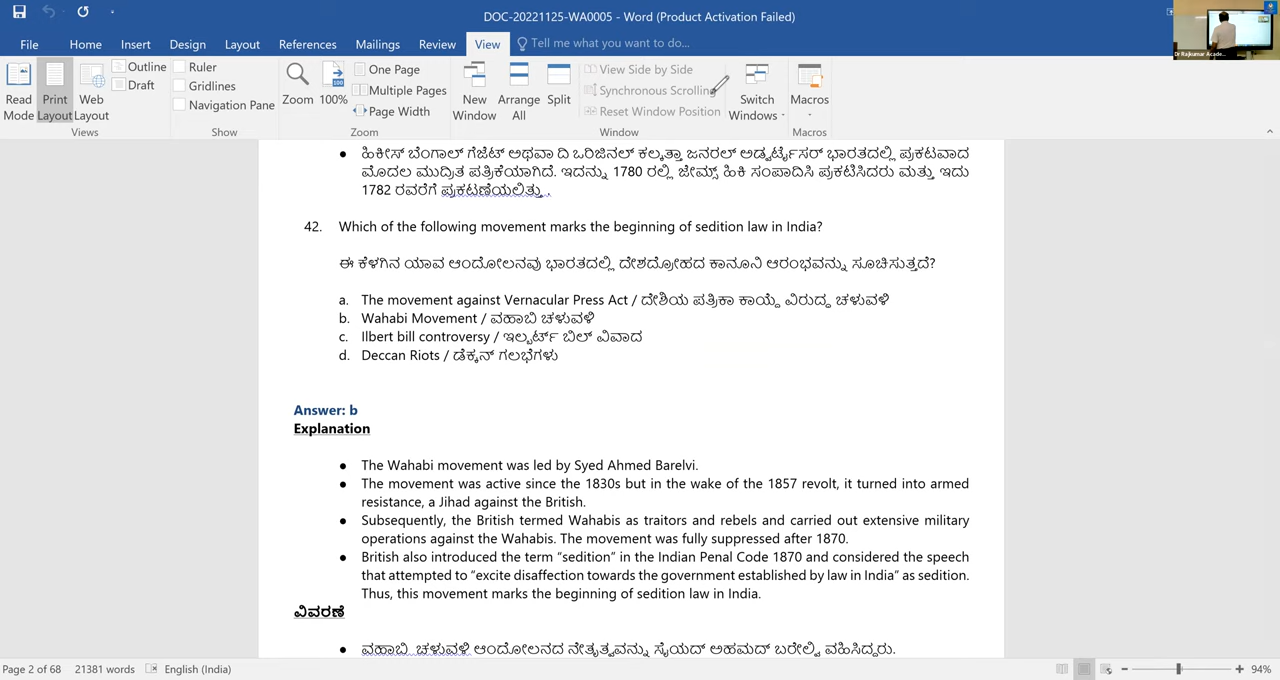 DOC-20221125-WA0005 - Word (Product Activation Failed)
File Home Insert Design Layout References Mailings Review View Tell me what you want to do...
Dr Rajkumar Acade...
Read Mode
Print Layout
Web Layout
Outline
Draft
Views
Ruler
Gridlines
Navigation Pane
Show
Zoom
100%
One Page
Multiple Pages
Page Width
Zoom
New Window
Arrange All
Split
View Side by Side
Synchronous Scrolling
Reset Window Position
Window
Switch Windows
Macros
Macros
• ಹಿಕೀಸ್ ಬೆಂಗಾಲ್ ಗೆಜೆಟ್ ಅಥವಾ ದಿ ಒರಿಜಿನಲ್ ಕಲ್ಕತ್ತಾ ಜನರಲ್ ಅಡ್ವರ್ಟೈಸರ್ ಭಾರತದಲ್ಲಿ ಪ್ರಕಟವಾದ
ಮೊದಲ ಮುದ್ರಿತ ಪತ್ರಿಕೆಯಾಗಿದೆ. ಇದನ್ನು 1780 ರಲ್ಲಿ ಜೇಮ್ಸ್ ಹಿಕಿ ಸಂಪಾದಿಸಿ ಪ್ರಕಟಿಸಿದರು ಮತ್ತು ಇದು
1782 ರವರೆಗೆ ಪ್ರಕಟಣೆಯಲಿತ್ತು .
42. Which of the following movement marks the beginning of sedition law in India?
ಈ ಕೆಳಗಿನ ಯಾವ ಆಂದೋಲನವು ಭಾರತದಲ್ಲಿ ದೇಶದ್ರೋಹದ ಕಾನೂನಿ ಆರಂಭವನ್ನು ಸೂಚಿಸುತ್ತದೆ?
a. The movement against Vernacular Press Act / ದೇಶಿಯ ಪತ್ರಿಕಾ ಕಾಯ್ದೆ ವಿರುದ್ಧ ಚಳುವಳಿ
b. Wahabi Movement / ವಹಾಬಿ ಚಳುವಳಿ
c. Ilbert bill controversy / ಇಲ್ಬರ್ಟ್ ಬಿಲ್ ವಿವಾದ
d. Deccan Riots / ಡೆಕ್ಕನ್ ಗಲಭೆಗಳು
Answer: b
Explanation
• The Wahabi movement was led by Syed Ahmed Barelvi.
• The movement was active since the 1830s but in the wake of the 1857 revolt, it turned into armed
resistance, a Jihad against the British.
• Subsequently, the British termed Wahabis as traitors and rebels and carried out extensive military
operations against the Wahabis. The movement was fully suppressed after 1870.
• British also introduced the term “sedition” in the Indian Penal Code 1870 and considered the speech
that attempted to “excite disaffection towards the government established by law in India” as sedition.
Thus, this movement marks the beginning of sedition law in India.
ವಿವರಣೆ
• ವಹಾಬಿ ಚಳುವಳಿ ಆಂದೋಲನದ ನೇತೃತ್ವವನ್ನು ಸೈಯದ್ ಅಹಮದ್ ಬರೇಲ್ವಿ ವಹಿಸಿದ್ದರು.
Page 2 of 68 21381 words English (India) 94%